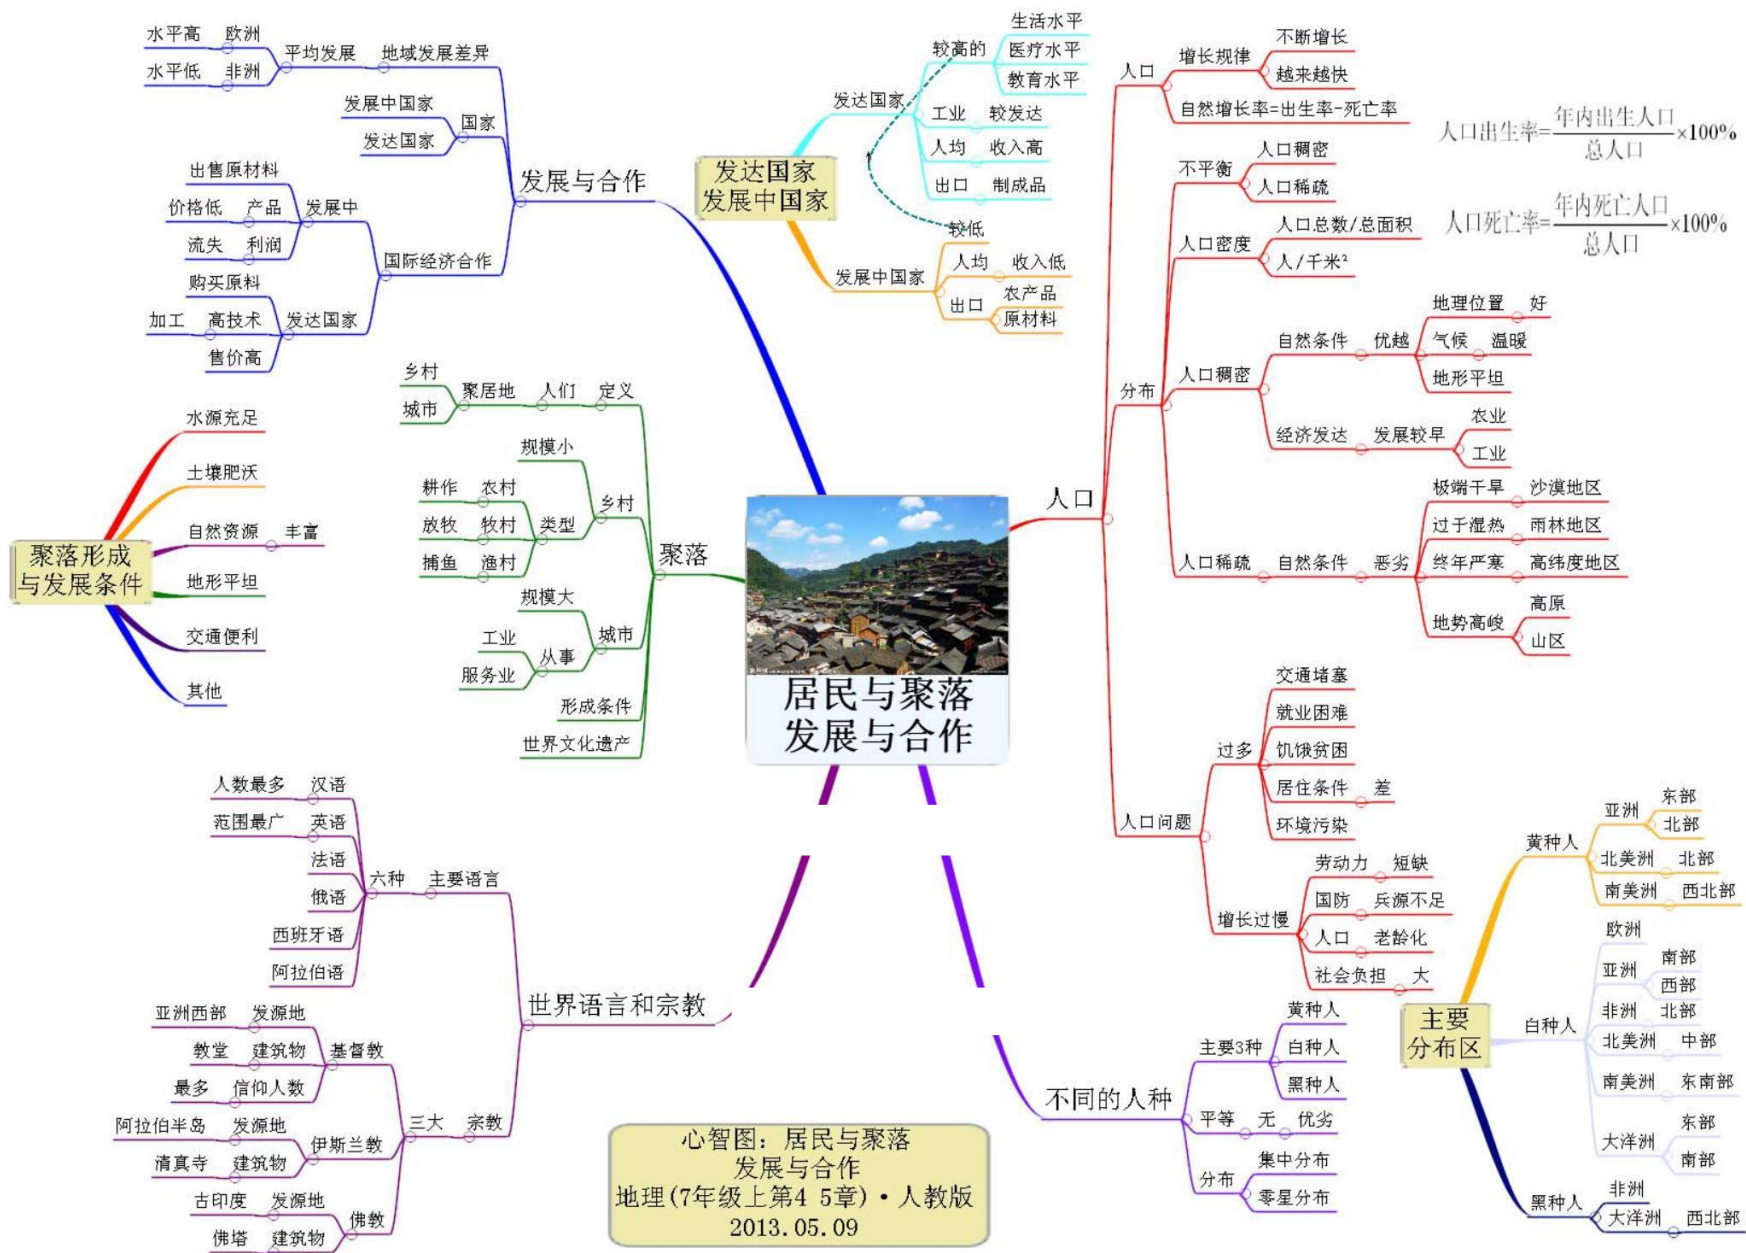 居民与聚落
发展与合作
发展与合作
地域发展差异
平均发展
欧洲
水平高
非洲
水平低
国家
发展中国家
发达国家
国际经济合作
发展中
出售原材料
产品
价格低
利润
流失
发达国家
购买原料
高技术
加工
售价高
发达国家
发展中国家
发达国家
较高的
生活水平
医疗水平
教育水平
工业
较发达
人均
收入高
出口
制成品
发展中国家
较低
人均
收入低
出口
农产品
原材料
聚落形成
与发展条件
水源充足
土壤肥沃
自然资源
丰富
地形平坦
交通便利
其他
聚落
定义
人们
聚居地
乡村
城市
乡村
规模小
类型
农村
耕作
牧村
放牧
渔村
捕鱼
城市
规模大
从事
工业
服务业
形成条件
世界文化遗产
世界语言和宗教
主要语言
六种
汉语
人数最多
英语
范围最广
法语
俄语
西班牙语
阿拉伯语
宗教
三大
基督教
发源地
亚洲西部
建筑物
教堂
信仰人数
最多
伊斯兰教
发源地
阿拉伯半岛
建筑物
清真寺
佛教
发源地
古印度
建筑物
佛塔
人口
人口
增长规律
不断增长
越来越快
自然增长率=出生率-死亡率
人口出生率=年内出生人口/总人口×100%
人口死亡率=年内死亡人口/总人口×100%
分布
不平衡
人口稠密
人口稀疏
人口密度
人口总数/总面积
人/千米²
人口稠密
自然条件
优越
地理位置
好
气候
温暖
地形平坦
经济发达
发展较早
农业
工业
人口稀疏
自然条件
恶劣
极端干旱
沙漠地区
过于湿热
雨林地区
终年严寒
高纬度地区
地势高峻
高原
山区
人口问题
过多
交通堵塞
就业困难
饥饿贫困
居住条件
差
环境污染
增长过慢
劳动力
短缺
国防
兵源不足
人口
老龄化
社会负担
大
不同的人种
主要3种
黄种人
白种人
黑种人
平等
无
优劣
分布
集中分布
零星分布
主要
分布区
黄种人
亚洲
东部
北部
北美洲
北部
南美洲
西北部
白种人
欧洲
亚洲
南部
西部
非洲
北部
北美洲
中部
南美洲
东南部
大洋洲
东部
南部
黑种人
非洲
大洋洲
西北部
心智图：居民与聚落
发展与合作
地理(7年级上第4 5章)·人教版
2013.05.09